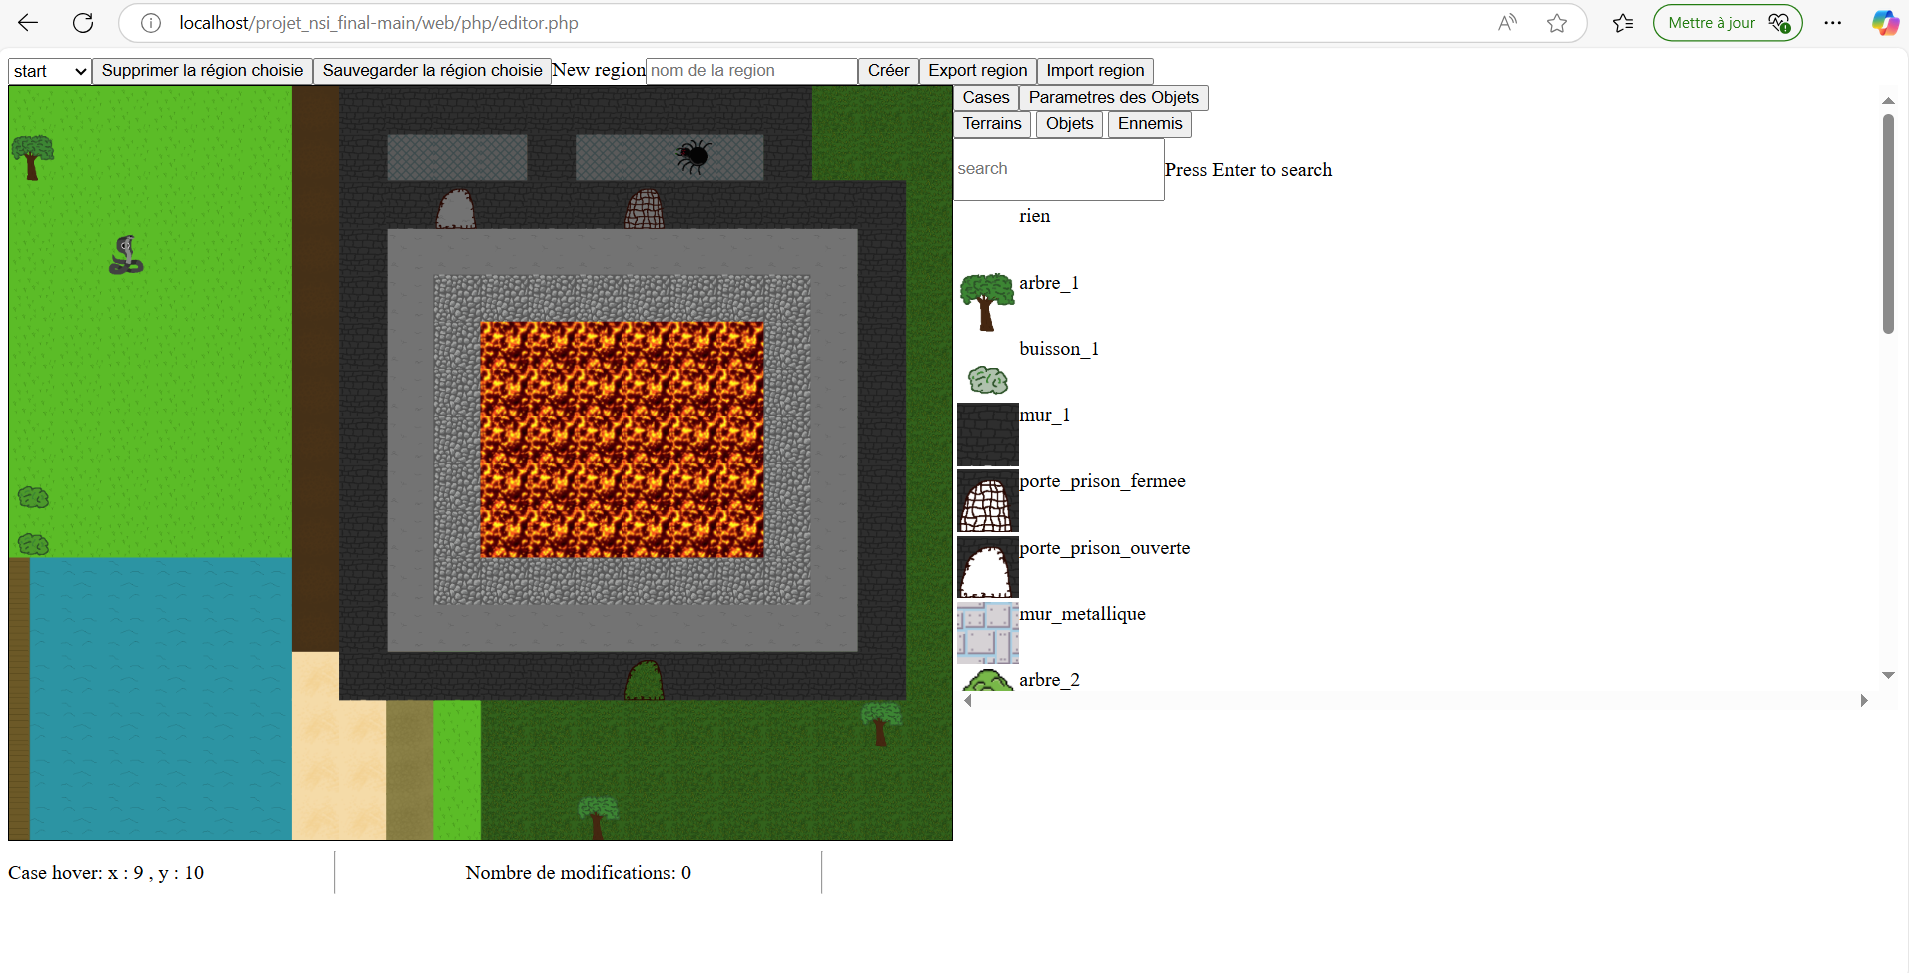 localhost/projet_nsi_final-main/web/php/editor.php
Mettre à jour
start Supprimer la région choisie Sauvegarder la région choisie New region nom de la region Créer Export region Import region
Cases Parametres des Objets
Terrains Objets Ennemis
search Press Enter to search
rien
arbre_1
buisson_1
mur_1
porte_prison_fermee
porte_prison_ouverte
mur_metallique
arbre_2
Case hover: x : 9 , y : 10 Nombre de modifications: 0